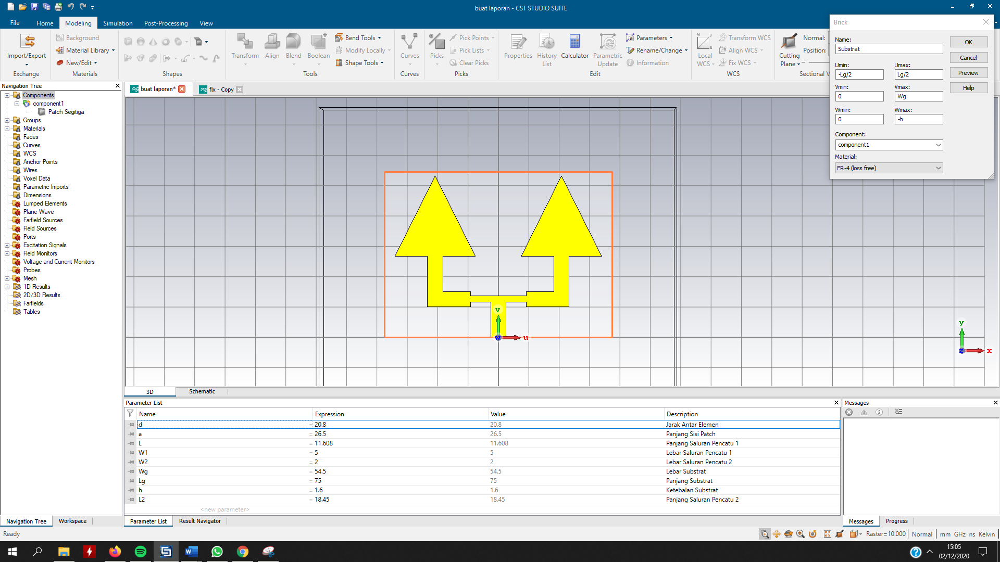 buat laporan - CST STUDIO SUITE
File Home Modeling Simulation Post-Processing View
Import/Export
Exchange
Background
Material Library
New/Edit
Materials
Shapes
Transform
Align
Blend
Boolean
Bend Tools
Modify Locally
Shape Tools
Tools
Curves
Curves
Picks
Pick Points
Pick Lists
Clear Picks
Picks
Properties
History List
Calculator
Parametric Update
Parameters
Rename/Change
Information
Edit
Local WCS
Transform WCS
Align WCS
Fix WCS
WCS
Cutting Plane
Normal:
Position:
Sectional V
Brick
Name:
Substrat
Umin: Umax:
-Lg/2 Lg/2
Vmin: Vmax:
0 Wg
Wmin: Wmax:
0 -h
Component:
component1
Material:
FR-4 (loss free)
OK
Cancel
Preview
Help
Navigation Tree
Components
component1
Patch Segitiga
Groups
Materials
Faces
Curves
WCS
Anchor Points
Wires
Voxel Data
Parametric Imports
Dimensions
Lumped Elements
Plane Wave
Farfield Sources
Field Sources
Ports
Excitation Signals
Field Monitors
Voltage and Current Monitors
Probes
Mesh
1D Results
2D/3D Results
Farfields
Tables
Navigation Tree Workspace
buat laporan* fix - Copy
v
w u
y
z x
3D Schematic
Parameter List
Name Expression Value Description
d = 20.8 20.8 Jarak Antar Elemen
a = 26.5 26.5 Panjang Sisi Patch
L = 11.608 11.608 Panjang Saluran Pencatu 1
W1 = 5 5 Lebar Saluran Pencatu 1
W2 = 2 2 Lebar Saluran Pencatu 2
Wg = 54.5 54.5 Lebar Substrat
Lg = 75 75 Panjang Substrat
h = 1.6 1.6 Ketebalan Substrat
L2 = 18.45 18.45 Panjang Saluran Pencatu 2
<new parameter>
Parameter List Result Navigator
Messages
Messages Progress
Ready
Raster=10.000 Normal mm GHz ns Kelvin
15:05
02/12/2020